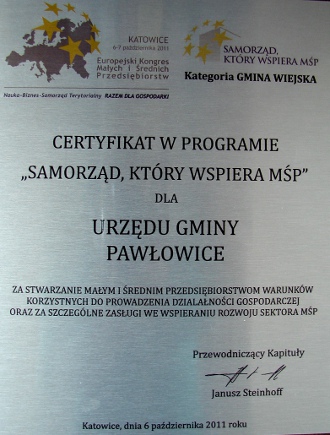 KATOWICE
6-7 października 2011
Europejski Kongres
Małych i Średnich
Przedsiębiorstw
Nauka-Biznes-Samorząd Terytorialny RAZEM DLA GOSPODARKI
SAMORZĄD,
KTÓRY WSPIERA MŚP
Kategoria GMINA WIEJSKA
CERTYFIKAT W PROGRAMIE
„SAMORZĄD, KTÓRY WSPIERA MŚP”
DLA
URZĘDU GMINY
PAWŁOWICE
ZA STWARZANIE MAŁYM I ŚREDNIM PRZEDSIĘBIORSTWOM WARUNKÓW
KORZYSTNYCH DO PROWADZENIA DZIAŁALNOŚCI GOSPODARCZEJ
ORAZ ZA SZCZEGÓLNE ZASŁUGI WE WSPIERANIU ROZWOJU SEKTORA MŚP
Przewodniczący Kapituły
Janusz Steinhoff
Katowice, dnia 6 października 2011 roku